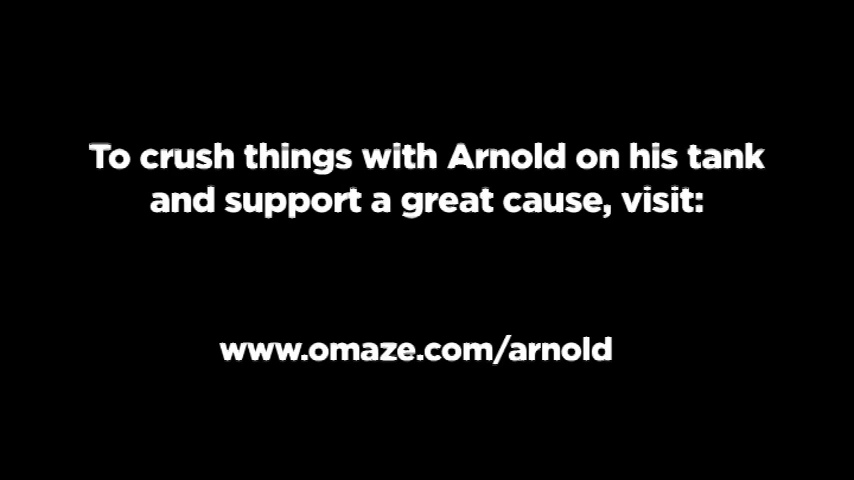 To crush things with Arnold on his tank
and support a great cause, visit:
www.omaze.com/arnold